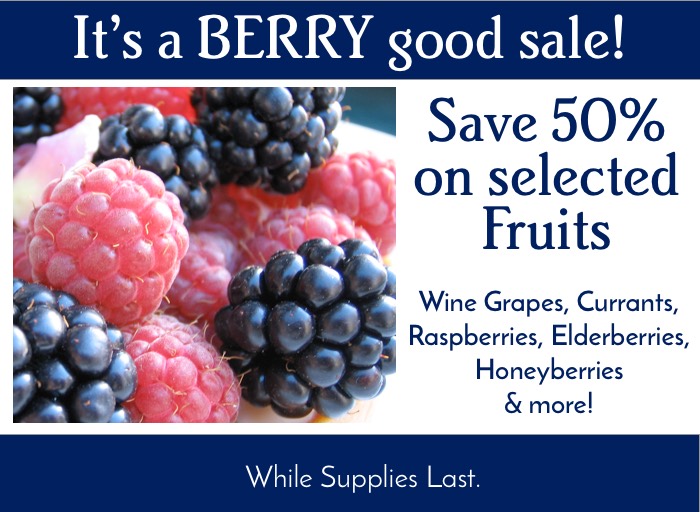 It's a BERRY good sale!
Save 50%
on selected
Fruits
Wine Grapes, Currants,
Raspberries, Elderberries,
Honeyberries
& more!
While Supplies Last.